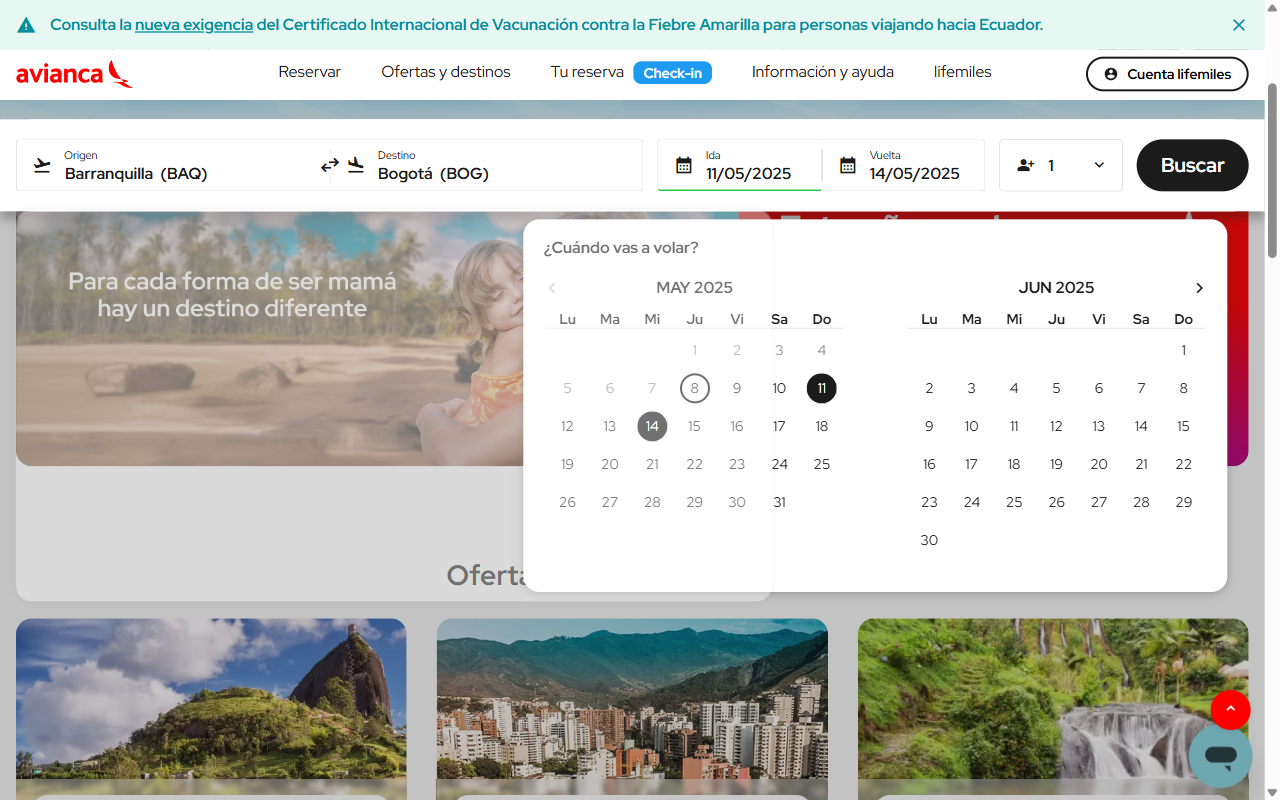 Consulta la nueva exigencia del Certificado Internacional de Vacunación contra la Fiebre Amarilla para personas viajando hacia Ecuador.
avianca
Reservar
Ofertas y destinos
Tu reserva
Check-in
Información y ayuda
lifemiles
Cuenta lifemiles
Origen
Barranquilla (BAQ)
Destino
Bogotá (BOG)
Ida
11/05/2025
Vuelta
14/05/2025
1
Buscar
Para cada forma de ser mamá
hay un destino diferente
¿Cuándo vas a volar?
MAY 2025
Lu Ma Mi Ju Vi Sa Do
1 2 3 4
5 6 7 8 9 10 11
12 13 14 15 16 17 18
19 20 21 22 23 24 25
26 27 28 29 30 31
JUN 2025
Lu Ma Mi Ju Vi Sa Do
1
2 3 4 5 6 7 8
9 10 11 12 13 14 15
16 17 18 19 20 21 22
23 24 25 26 27 28 29
30